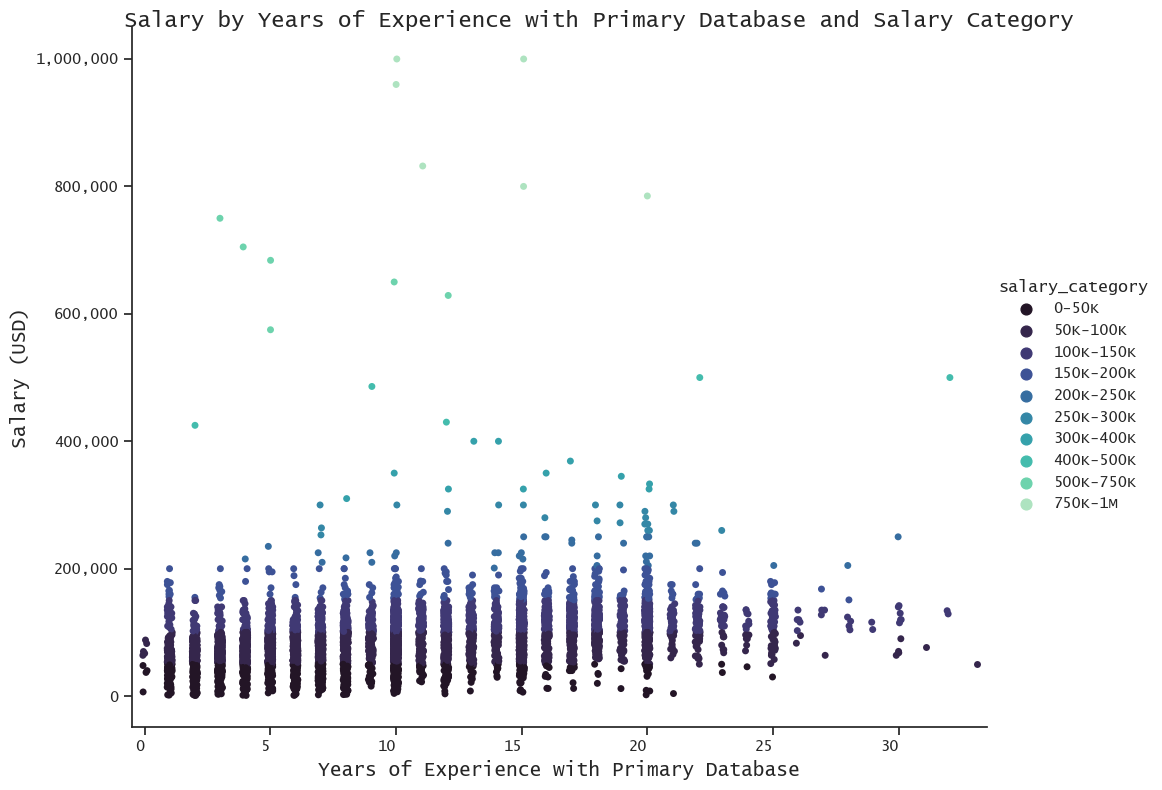 Salary by Years of Experience with Primary Database and Salary Category
1,000,000
800,000
600,000
400,000
200,000
0
Salary (USD)
0 5 10 15 20 25 30
Years of Experience with Primary Database
salary_category
0-50K
50K-100K
100K-150K
150K-200K
200K-250K
250K-300K
300K-400K
400K-500K
500K-750K
750K-1M